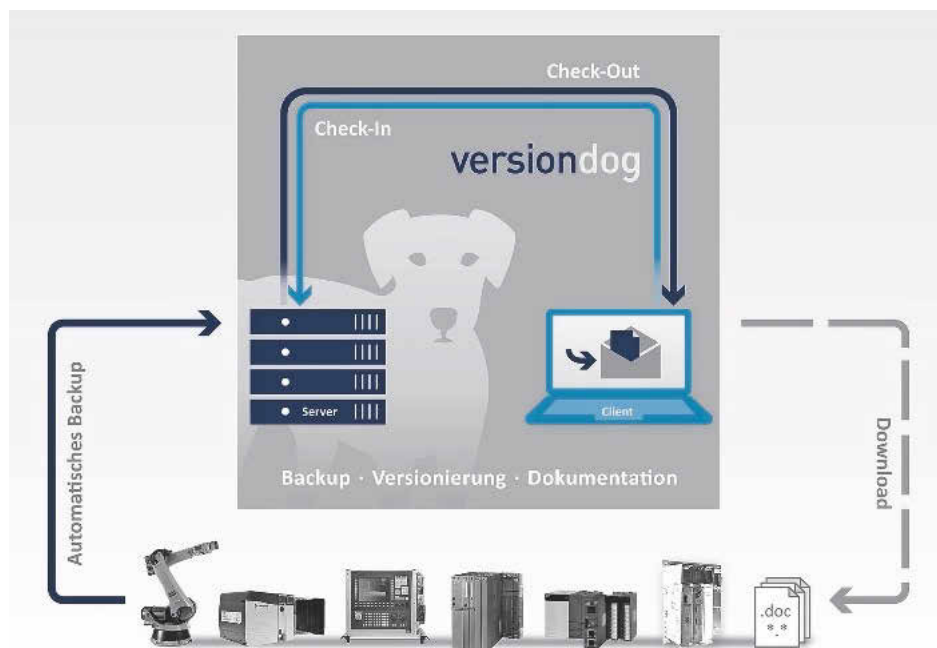 Check-Out
Check-In
versiondog
Automatisches Backup
Server
Client
Download
Backup · Versionierung · Dokumentation
.doc
*.*